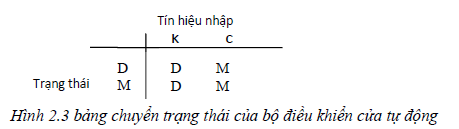 Tín hiệu nhập
K C
D D M
Trạng thái M D M
Hình 2.3 bảng chuyển trạng thái của bộ điều khiển cửa tự động